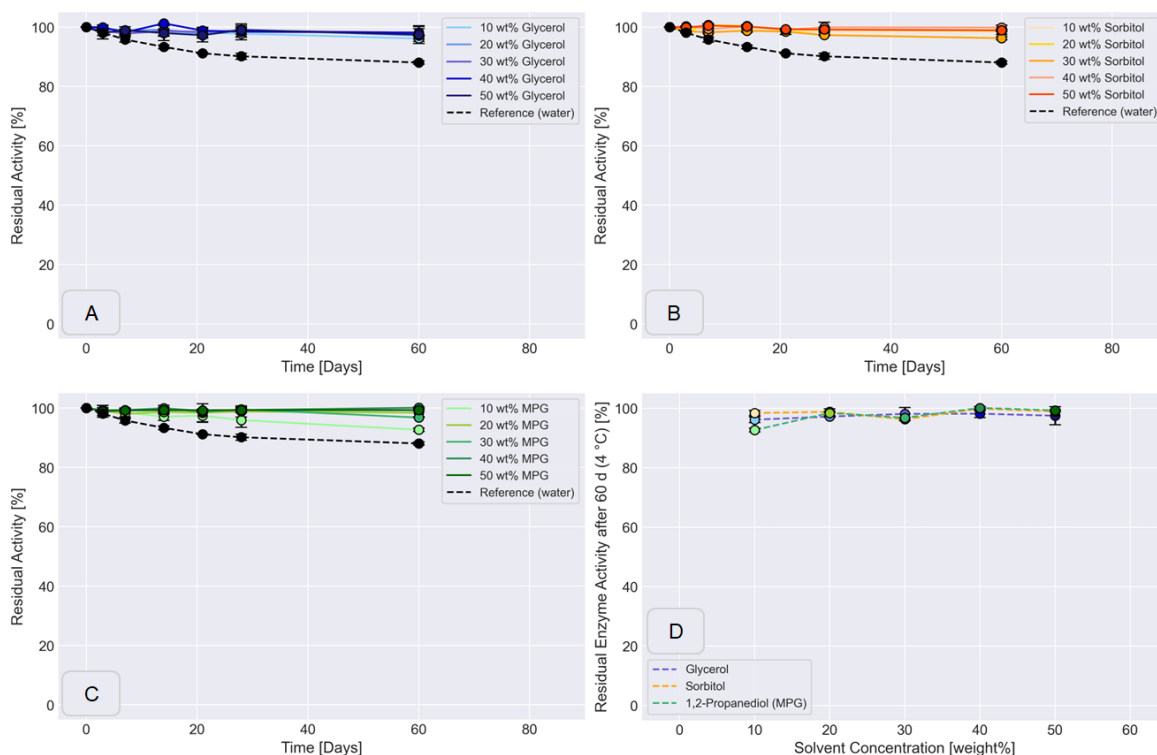 100
80
60
40
20
0
Residual Activity [%]
10 wt% Glycerol
20 wt% Glycerol
30 wt% Glycerol
40 wt% Glycerol
50 wt% Glycerol
Reference (water)
A
0 20 40 60 80
Time [Days]
100
80
60
40
20
0
Residual Activity [%]
10 wt% Sorbitol
20 wt% Sorbitol
30 wt% Sorbitol
40 wt% Sorbitol
50 wt% Sorbitol
Reference (water)
B
0 20 40 60 80
Time [Days]
100
80
60
40
20
0
Residual Activity [%]
10 wt% MPG
20 wt% MPG
30 wt% MPG
40 wt% MPG
50 wt% MPG
Reference (water)
C
0 20 40 60 80
Time [Days]
100
80
60
40
20
0
Residual Enzyme Activity after 60 d (4 °C) [%]
D
Glycerol
Sorbitol
1,2-Propanediol (MPG)
0 10 20 30 40 50 60
Solvent Concentration [weight%]